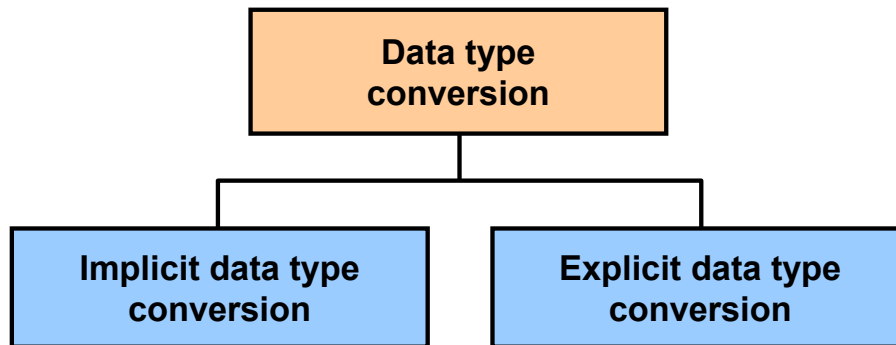 Data type
conversion
Implicit data type
conversion
Explicit data type
conversion